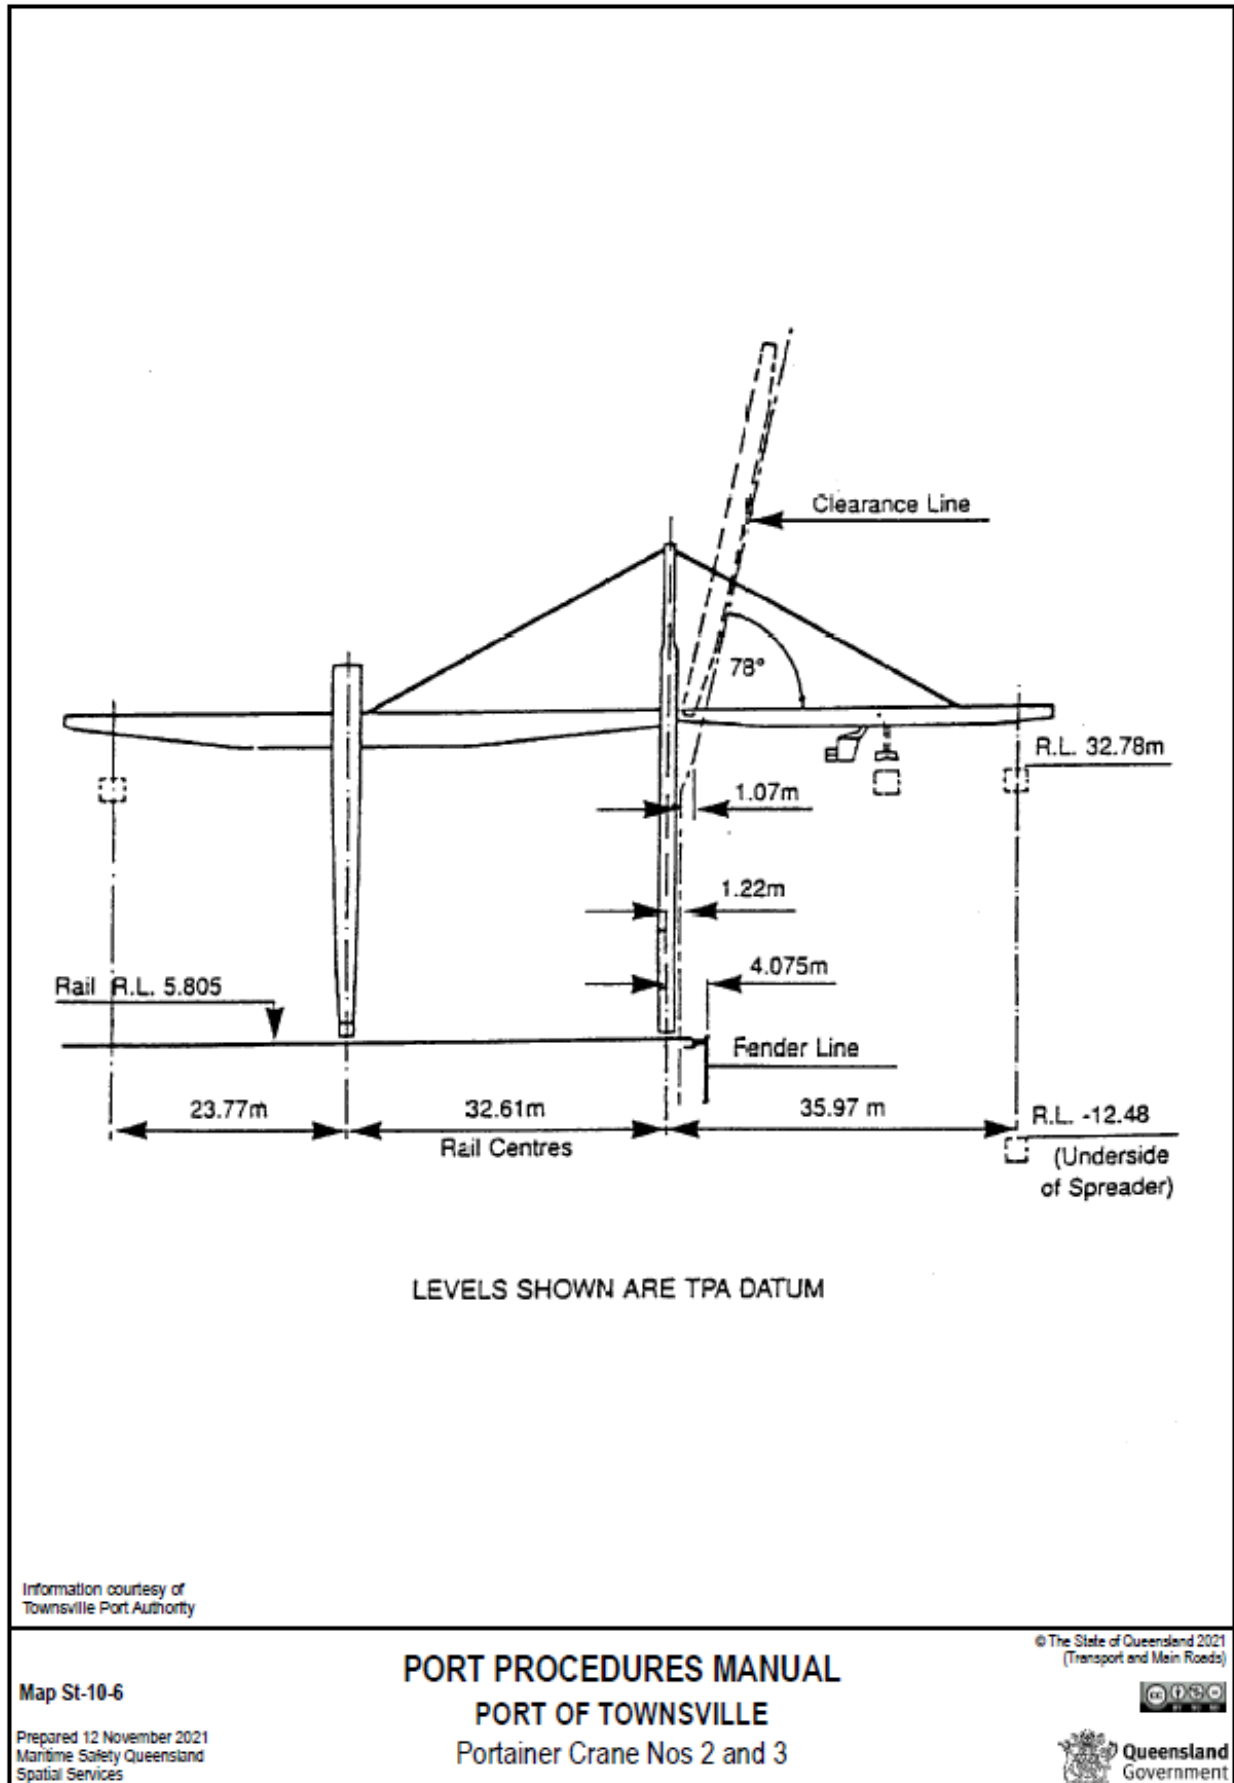 Clearance Line
78°
R.L. 32.78m
1.07m
1.22m
4.075m
Rail R.L. 5.805
Fender Line
23.77m
32.61m
35.97 m
Rail Centres
R.L. -12.48
(Underside
of Spreader)
LEVELS SHOWN ARE TPA DATUM
Information courtesy of
Townsville Port Authority
© The State of Queensland 2021
(Transport and Main Roads)
Map St-10-6
PORT PROCEDURES MANUAL
PORT OF TOWNSVILLE
Portainer Crane Nos 2 and 3
Prepared 12 November 2021
Maritime Safety Queensland
Spatial Services
cc
BY NC ND
Queensland
Government